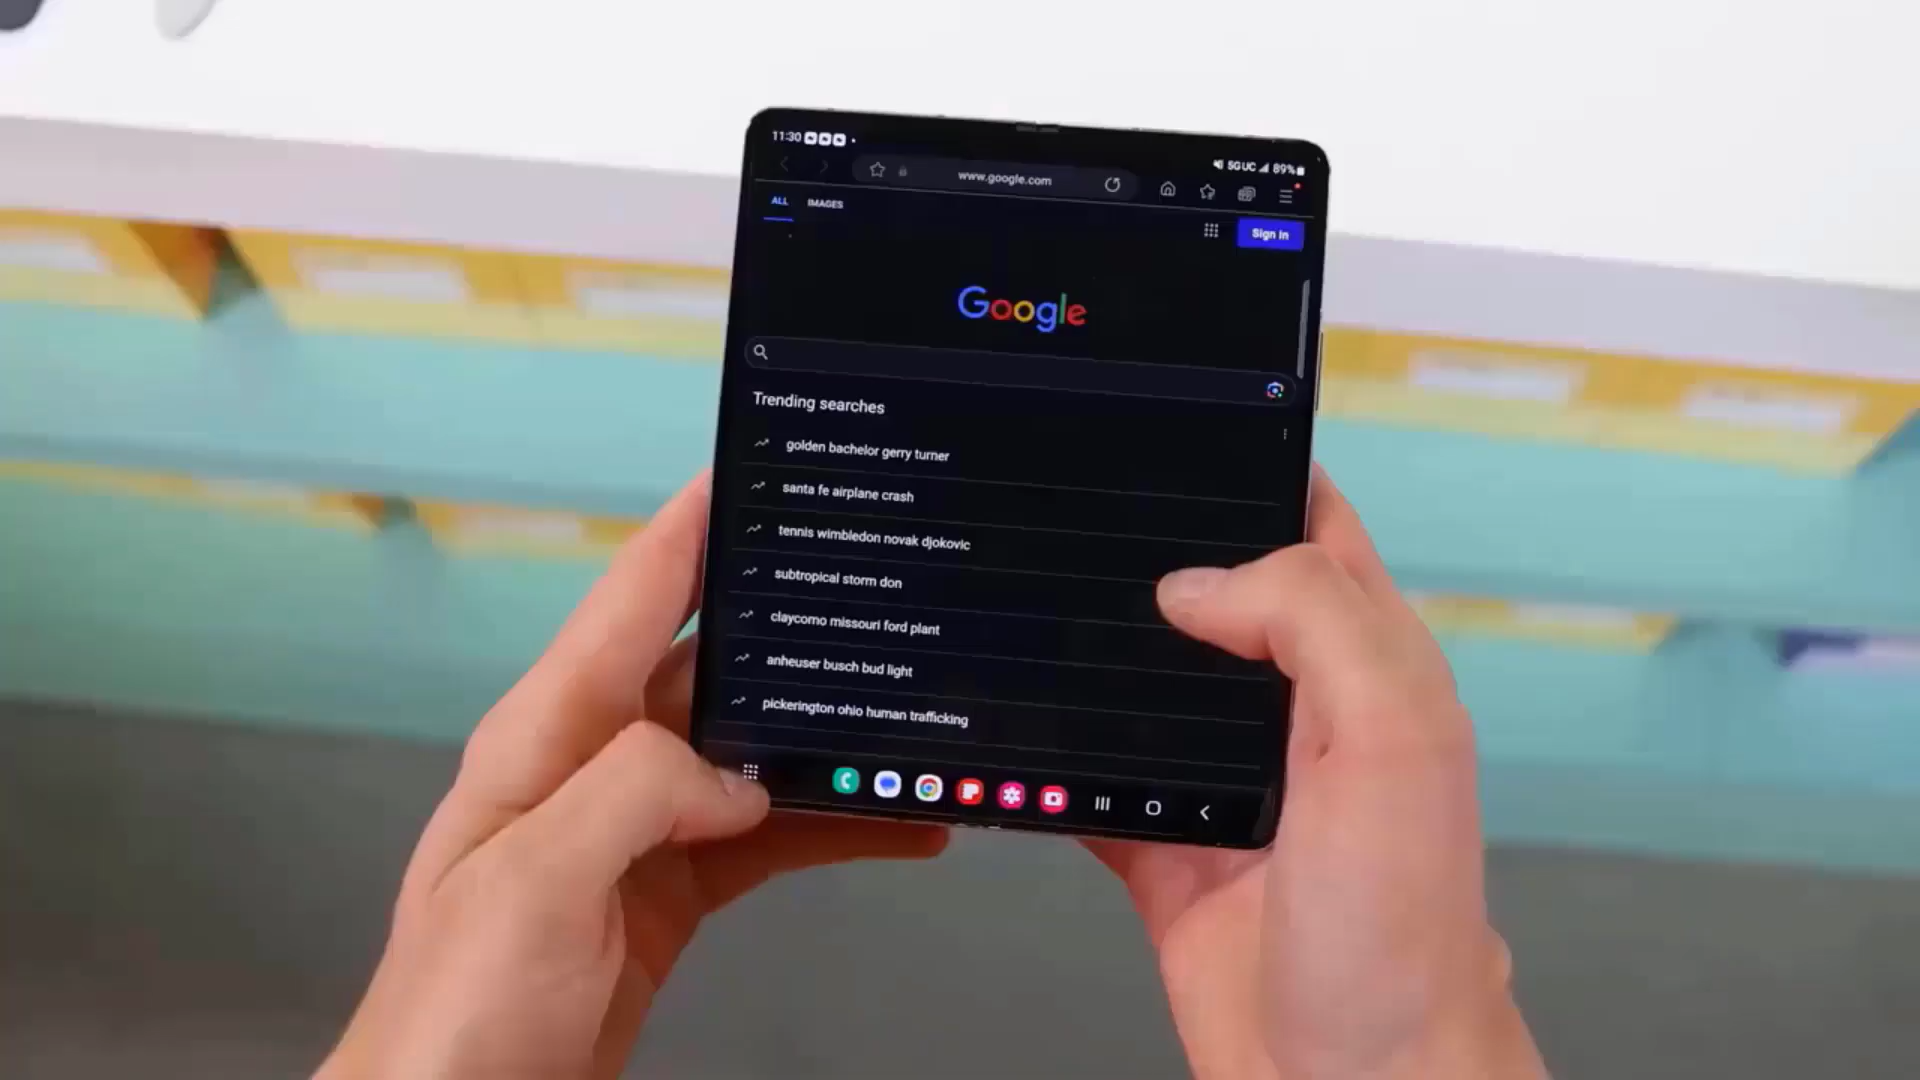 11:30
5G UC 89%
www.google.com
ALL IMAGES
Sign in
Google
Trending searches
golden bachelor gerry turner
santa fe airplane crash
tennis wimbledon novak djokovic
subtropical storm don
claycomo missouri ford plant
anheuser busch bud light
pickerington ohio human trafficking